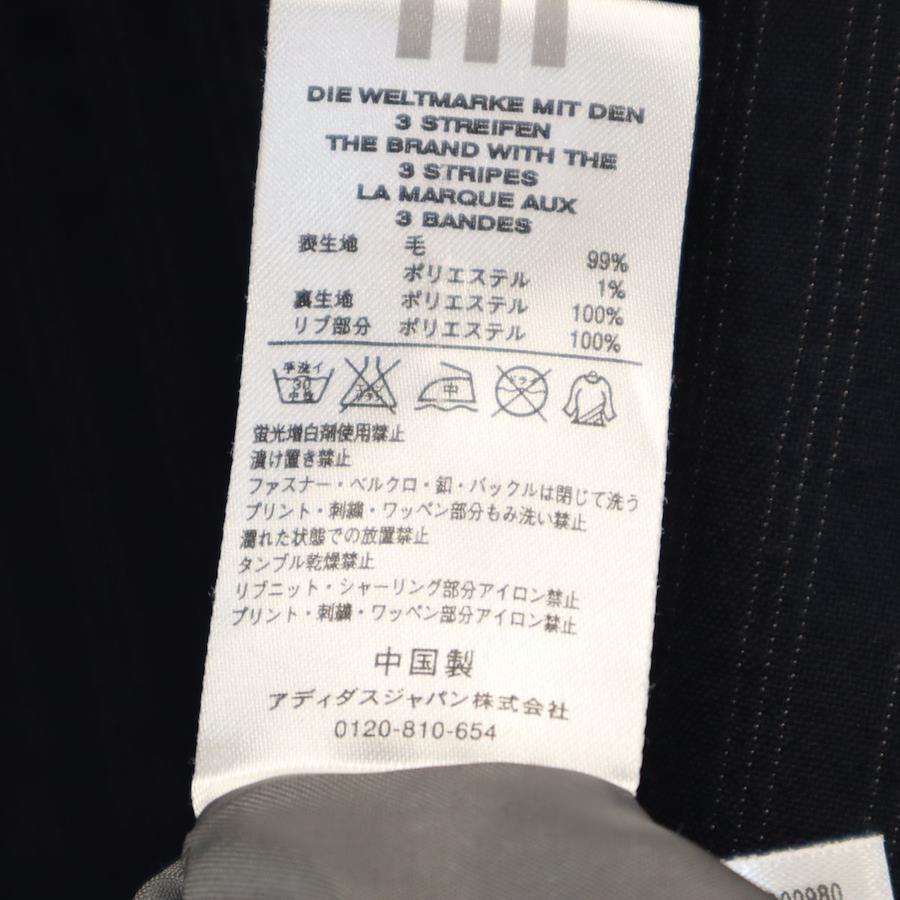 DIE WELTMARKE MIT DEN
3 STREIFEN
THE BRAND WITH THE
3 STRIPES
LA MARQUE AUX
3 BANDES
表生地 毛 99%
ポリエステル 1%
裏生地 ポリエステル 100%
リブ部分 ポリエステル 100%
手洗イ
30
中性
中
蛍光増白剤使用禁止
漬け置き禁止
ファスナー・ベルクロ・釦・バックルは閉じて洗う
プリント・刺繍・ワッペン部分もみ洗い禁止
濡れた状態での放置禁止
タンブル乾燥禁止
リブニット・シャーリング部分アイロン禁止
プリント・刺繍・ワッペン部分アイロン禁止
中国製
アディダスジャパン株式会社
0120-810-654